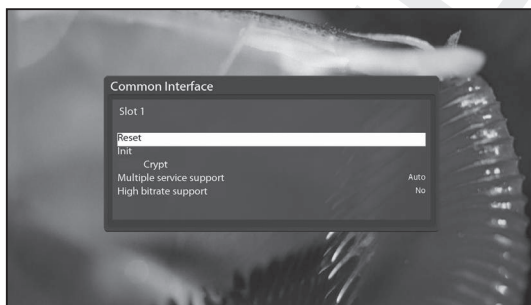 Common Interface
Slot 1
Reset
Init
Crypt
Multiple service support Auto
High bitrate support No